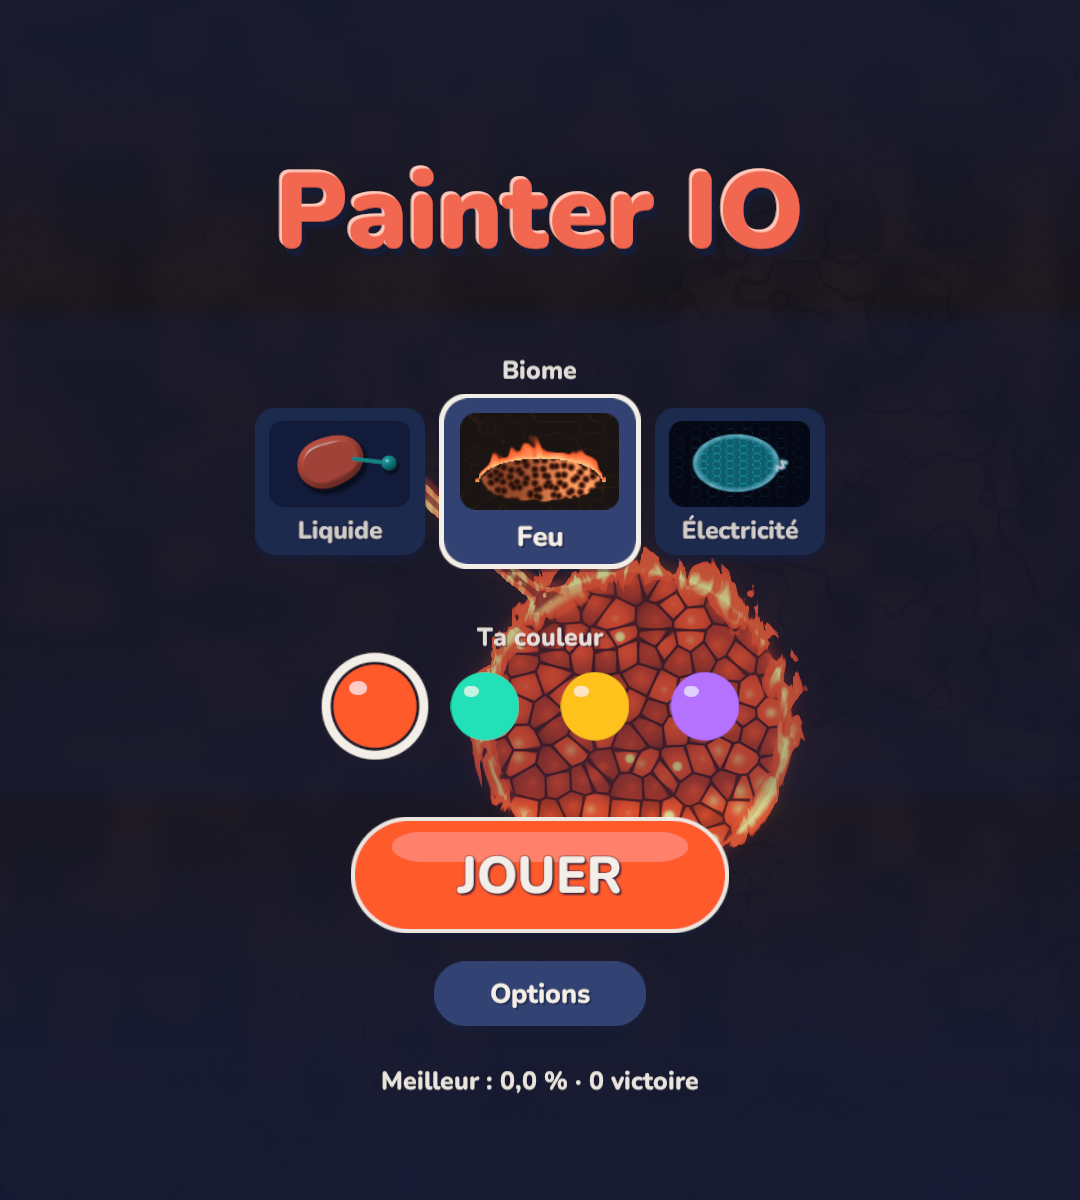 Painter IO
Biome
Liquide
Feu
Électricité
Ta couleur
JOUER
Options
Meilleur : 0,0 % · 0 victoire